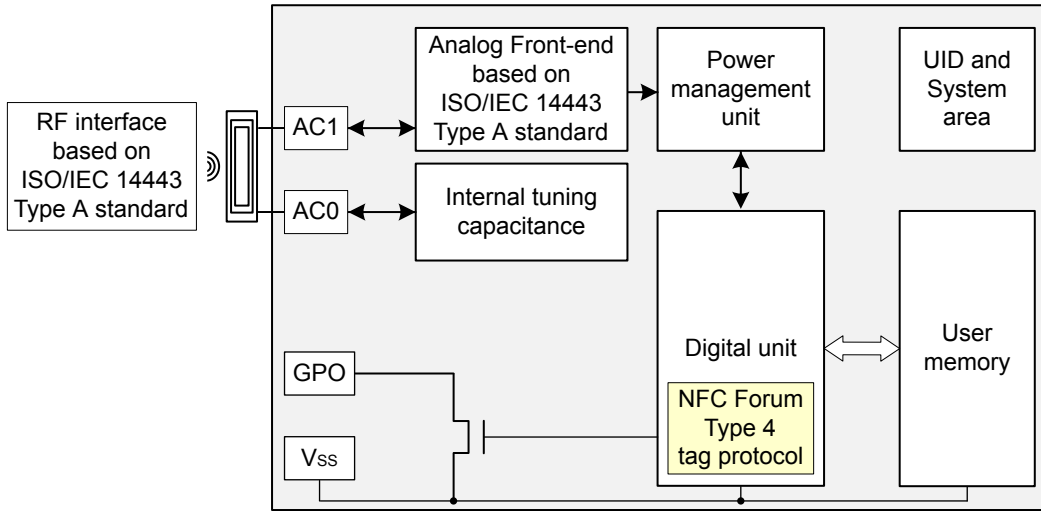 RF interface
based on
ISO/IEC 14443
Type A standard
AC1
AC0
Analog Front-end
based on
ISO/IEC 14443
Type A standard
Internal tuning
capacitance
Power
management
unit
UID and
System
area
GPO
Vss
Digital unit
NFC Forum
Type 4
tag protocol
User
memory